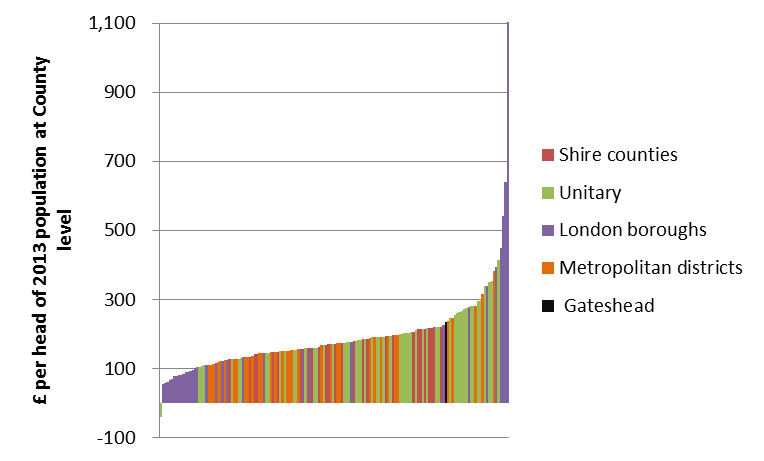 £ per head of 2013 population at County
level
1,100
900
700
500
300
100
-100
Shire counties
Unitary
London boroughs
Metropolitan districts
Gateshead